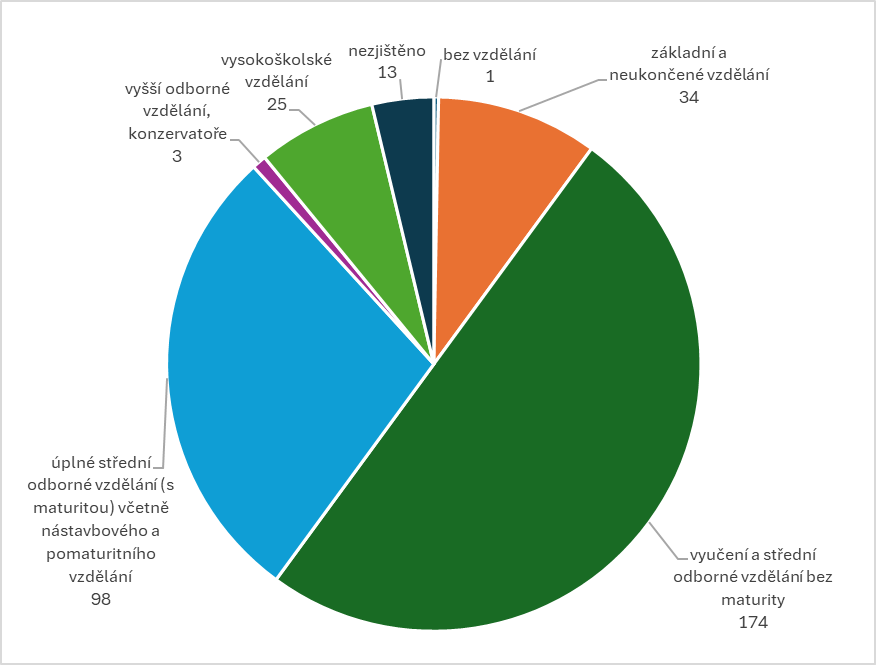 nezjištěno
13
bez vzdělání
1
základní a
neukončené vzdělání
34
vysokoškolské
vzdělání
25
vyšší odborné
vzdělání,
konzervatoře
3
úplné střední
odborné vzdělání (s
maturitou) včetně
nástavbového a
pomaturitního
vzdělání
98
vyučení a střední
odborné vzdělání bez
maturity
174